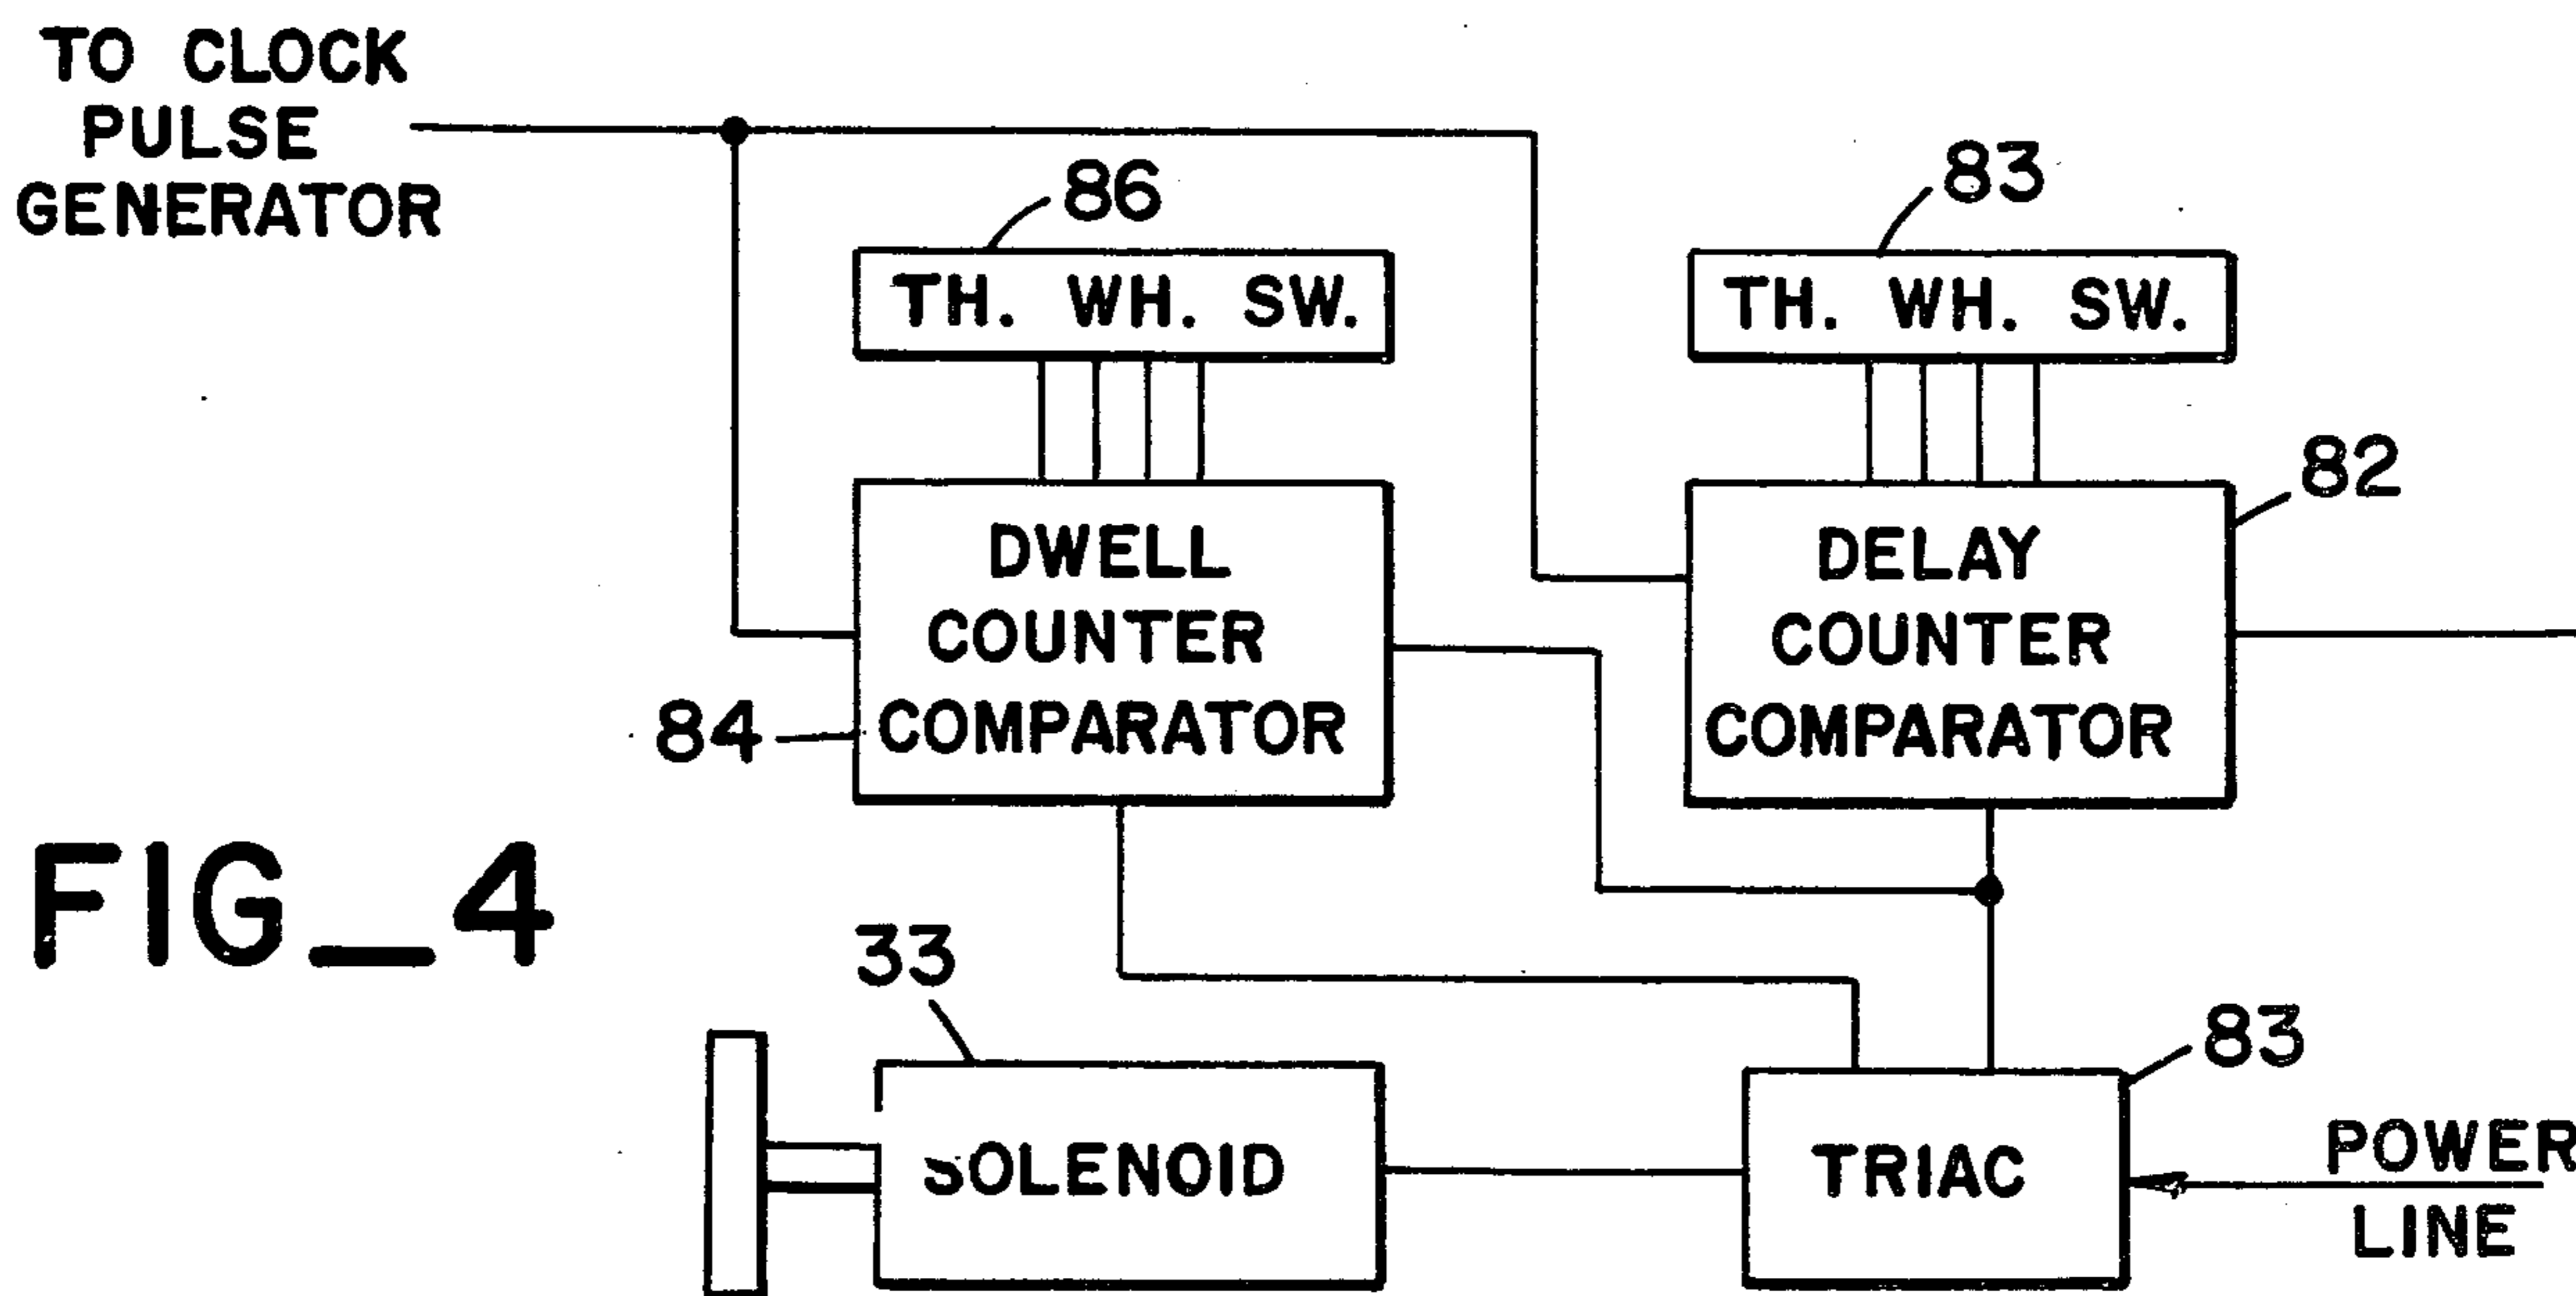 TO CLOCK
PULSE
GENERATOR
86
83
TH. WH. SW.
TH. WH. SW.
82
DWELL
COUNTER
COMPARATOR
DELAY
COUNTER
COMPARATOR
84
FIG_4
33
83
SOLENOID
TRIAC
POWER
LINE